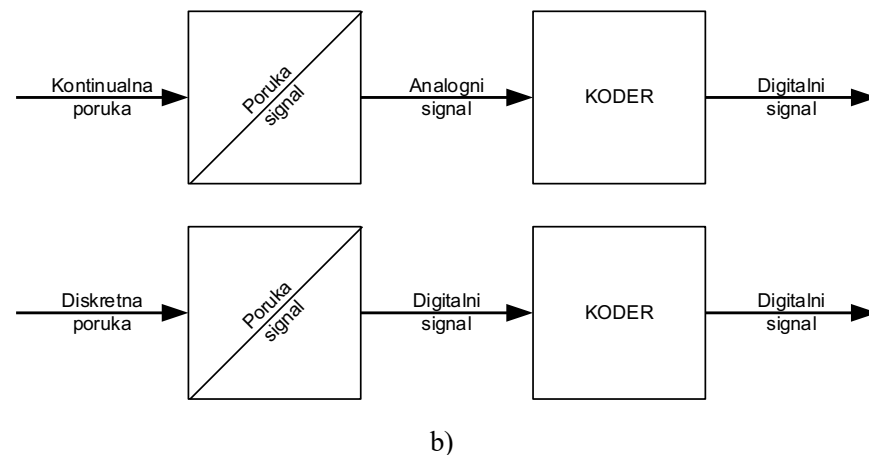 Kontinualna
poruka
Poruka
signal
Analogni
signal
KODER
Digitalni
signal
Diskretna
poruka
Poruka
signal
Digitalni
signal
KODER
Digitalni
signal
b)